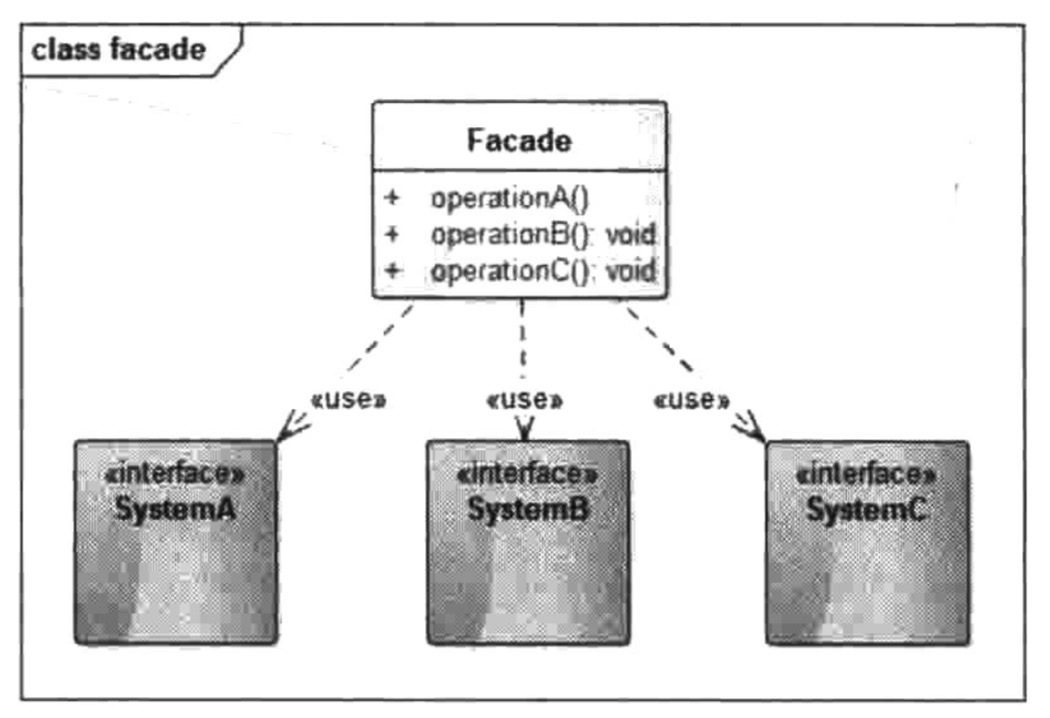 class facade
Facade
+ operationA()
+ operationB(): void
+ operationC(): void
«use» «use» «use»
«interface» «interface» «interface»
SystemA SystemB SystemC